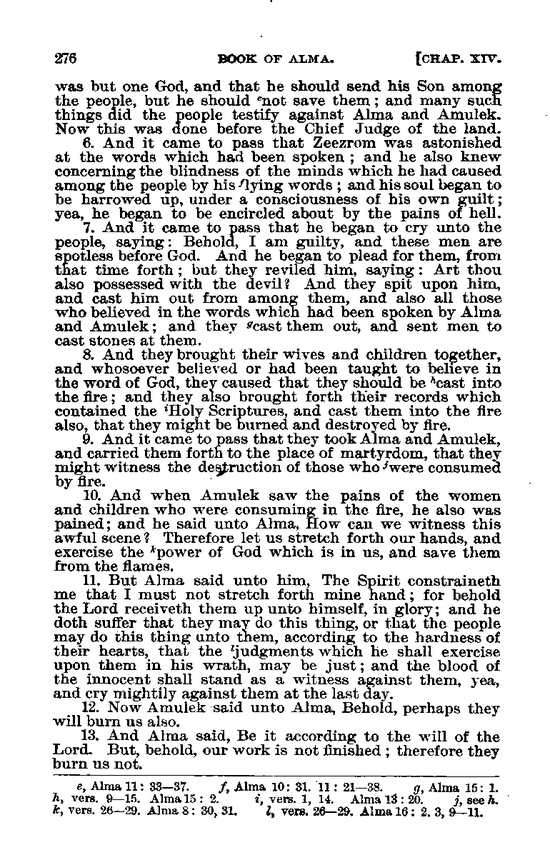 276 BOOK OF ALMA. [CHAP. XIV.
was but one God, and that he should send his Son among
the people, but he should ᵉnot save them; and many such
things did the people testify against Alma and Amulek.
Now this was done before the Chief Judge of the land.
6. And it came to pass that Zeezrom was astonished
at the words which had been spoken; and he also knew
concerning the blindness of the minds which he had caused
among the people by his ᶠlying words; and his soul began to
be harrowed up, under a consciousness of his own guilt;
yea, he began to be encircled about by the pains of hell.
7. And it came to pass that he began to cry unto the
people, saying: Behold, I am guilty, and these men are
spotless before God. And he began to plead for them, from
that time forth; but they reviled him, saying: Art thou
also possessed with the devil? And they spit upon him,
and cast him out from among them, and also all those
who believed in the words which had been spoken by Alma
and Amulek; and they ᵍcast them out, and sent men to
cast stones at them.
8. And they brought their wives and children together,
and whosoever believed or had been taught to believe in
the word of God, they caused that they should be ʰcast into
the fire; and they also brought forth their records which
contained the ⁱHoly Scriptures, and cast them into the fire
also, that they might be burned and destroyed by fire.
9. And it came to pass that they took Alma and Amulek,
and carried them forth to the place of martyrdom, that they
might witness the destruction of those who ʲwere consumed
by fire.
10. And when Amulek saw the pains of the women
and children who were consuming in the fire, he also was
pained; and he said unto Alma, How can we witness this
awful scene? Therefore let us stretch forth our hands, and
exercise the ᵏpower of God which is in us, and save them
from the flames.
11. But Alma said unto him, The Spirit constraineth
me that I must not stretch forth mine hand; for behold
the Lord receiveth them up unto himself, in glory; and he
doth suffer that they may do this thing, or that the people
may do this thing unto them, according to the hardness of
their hearts, that the ˡjudgments which he shall exercise
upon them in his wrath, may be just; and the blood of
the innocent shall stand as a witness against them, yea,
and cry mightily against them at the last day.
12. Now Amulek said unto Alma, Behold, perhaps they
will burn us also.
13. And Alma said, Be it according to the will of the
Lord. But, behold, our work is not finished; therefore they
burn us not.
e, Alma 11: 33—37. f, Alma 10: 31. 11: 21—38. g, Alma 15: 1.
h, vers. 9—15. Alma 15: 2. i, vers. 1, 14. Alma 13: 20. j, see h.
k, vers. 26—29. Alma 8: 30, 31. l, vers. 26—29. Alma 16: 2, 3, 9—11.